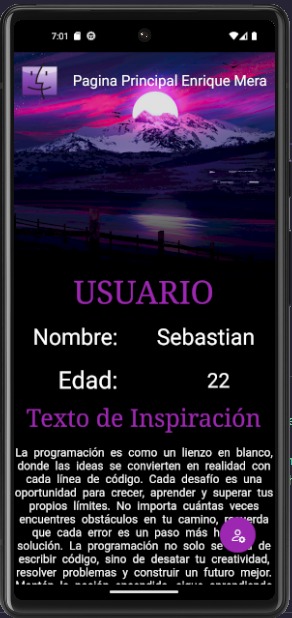 7:01
Pagina Principal Enrique Mera
USUARIO
Nombre: Sebastian
Edad: 22
Texto de Inspiración
La programación es como un lienzo en blanco,
donde las ideas se convierten en realidad con
cada línea de código. Cada desafío es una
oportunidad para crecer, aprender y superar tus
propios límites. No importa cuántas veces
encuentres obstáculos en tu camino,
que cada error es un paso más
solución. La programación no solo se de
escribir código, sino de desatar tu creatividad,
resolver problemas y construir un futuro mejor.